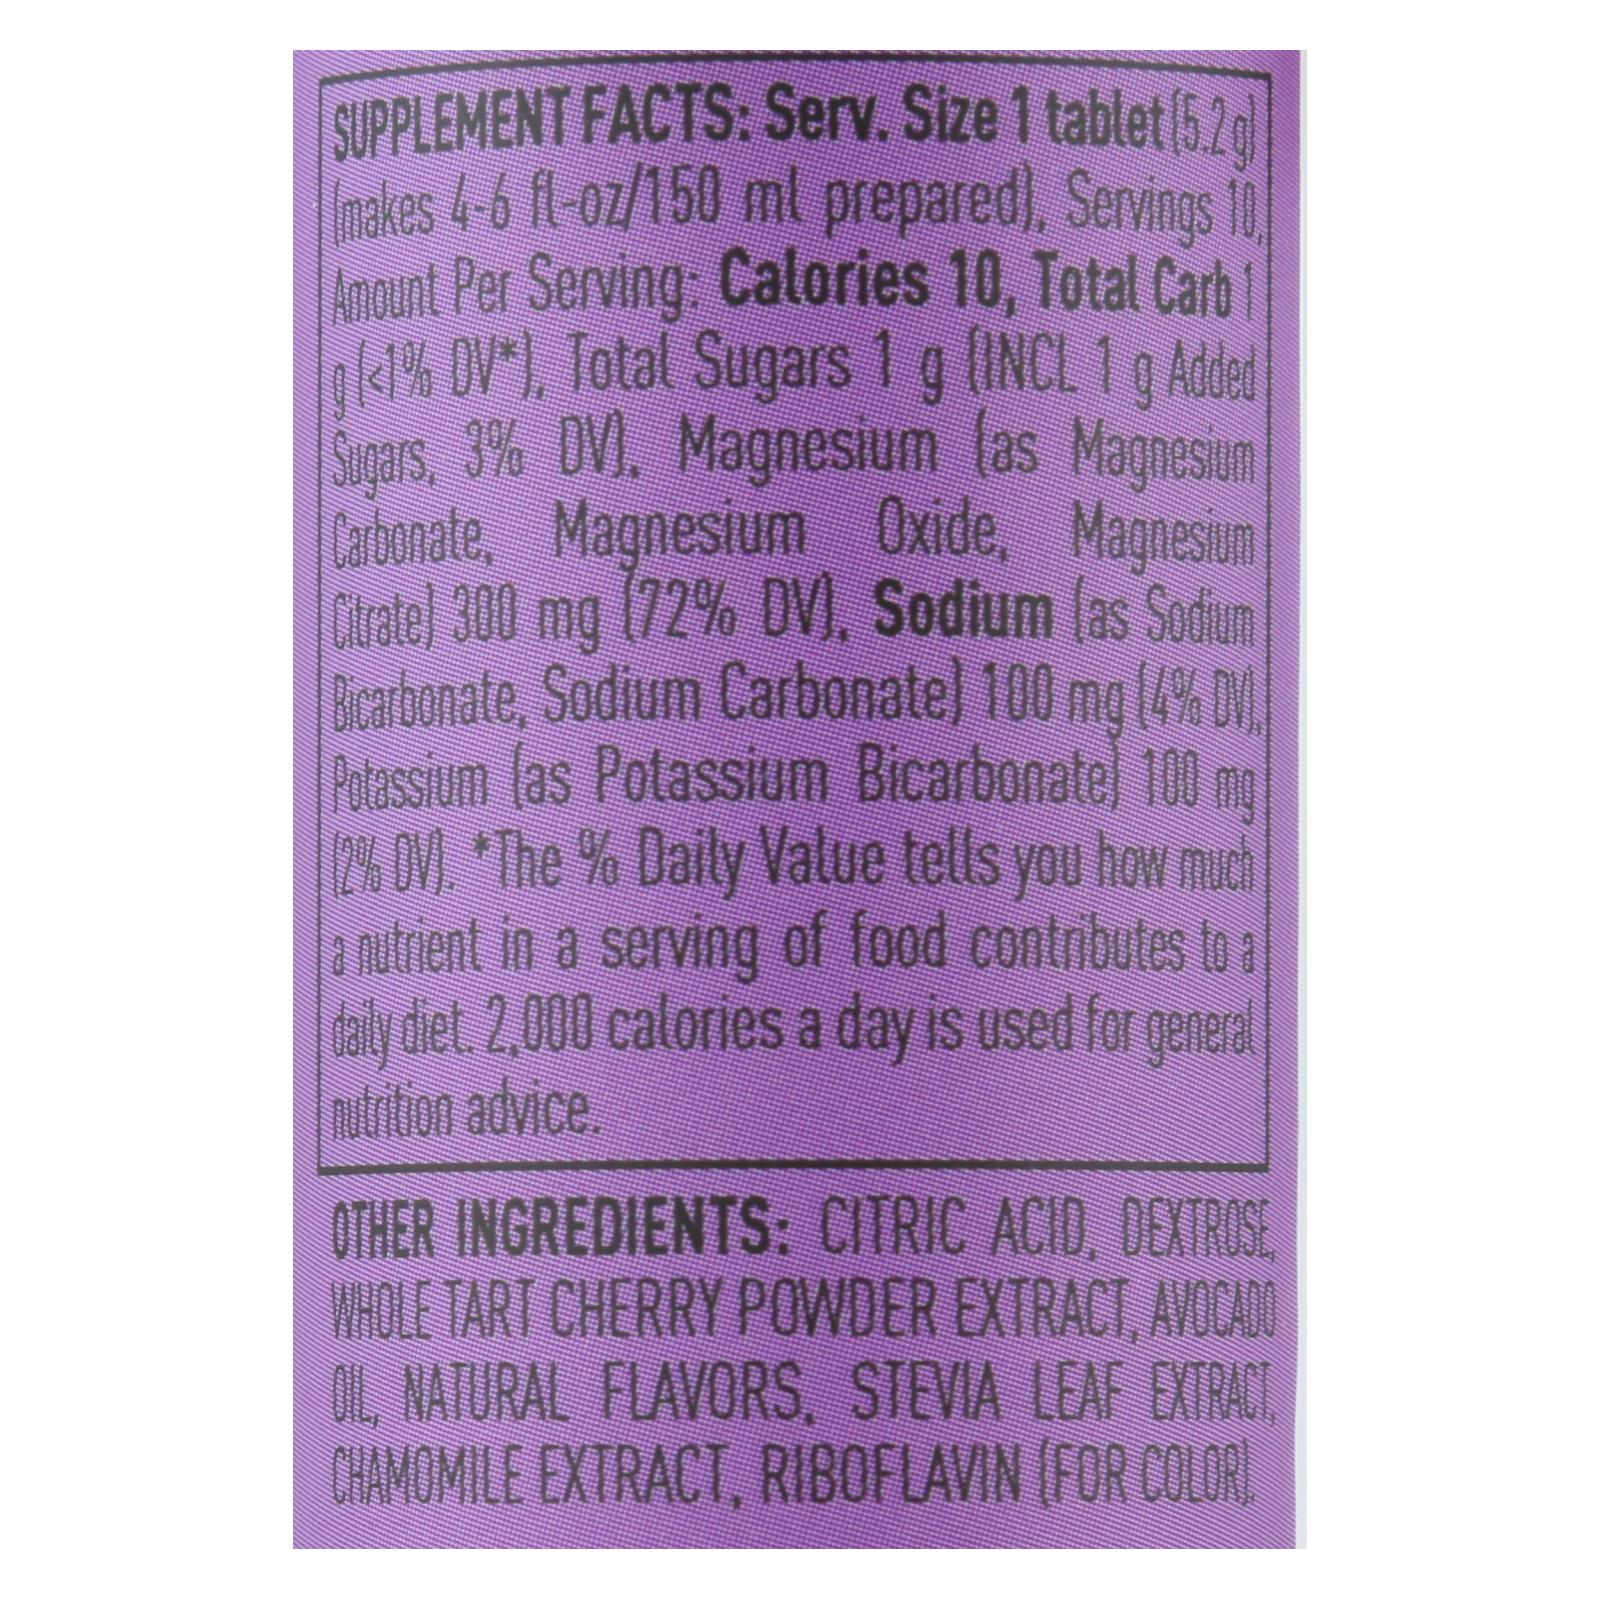 SUPPLEMENT FACTS: Serv. Size 1 tablet (5.2 g)
(makes 4-6 fl-oz/150 ml prepared), Servings 10,
Amount Per Serving: Calories 10, Total Carb 1
g (<1% DV*), Total Sugars 1 g (INCL 1 g Added
Sugars, 3% DV), Magnesium (as Magnesium
Carbonate, Magnesium Oxide, Magnesium
Citrate) 300 mg (72% DV), Sodium (as Sodium
Bicarbonate, Sodium Carbonate) 100 mg (4% DV),
Potassium (as Potassium Bicarbonate) 100 mg
(2% DV). *The % Daily Value tells you how much
a nutrient in a serving of food contributes to a
daily diet. 2,000 calories a day is used for general
nutrition advice.
OTHER INGREDIENTS: CITRIC ACID, DEXTROSE,
WHOLE TART CHERRY POWDER EXTRACT, AVOCADO
OIL, NATURAL FLAVORS, STEVIA LEAF EXTRACT,
CHAMOMILE EXTRACT, RIBOFLAVIN (FOR COLOR).